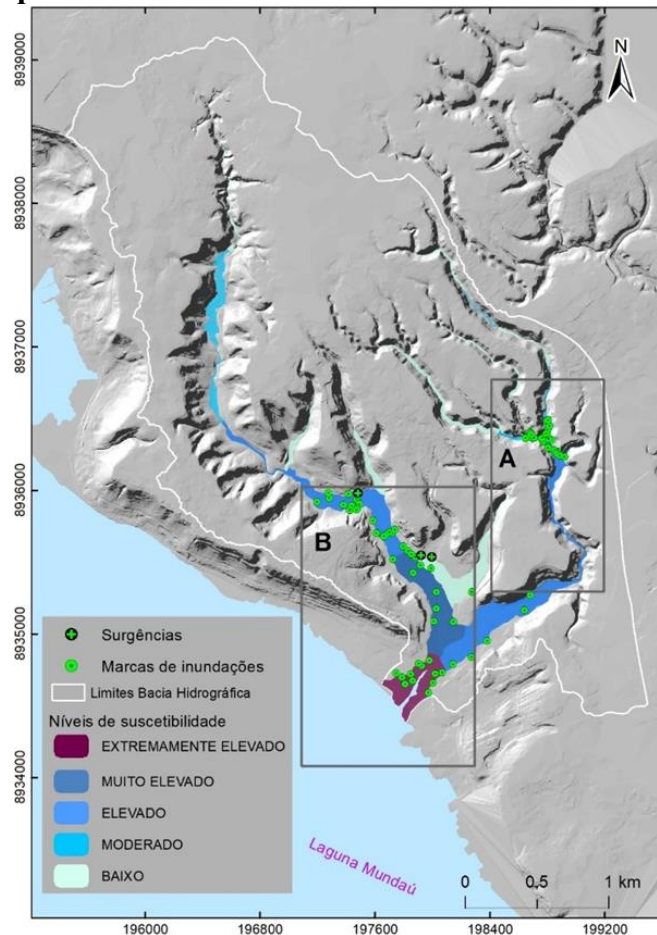 N
8939000
8938000
8937000
8936000
8935000
8934000
A
B
Surgências
Marcas de inundações
Limites Bacia Hidrográfica
Níveis de suscetibilidade
EXTREMAMENTE ELEVADO
MUITO ELEVADO
ELEVADO
MODERADO
BAIXO
Laguna Mundaú
0 0,5 1 km
196000 196800 197600 198400 199200